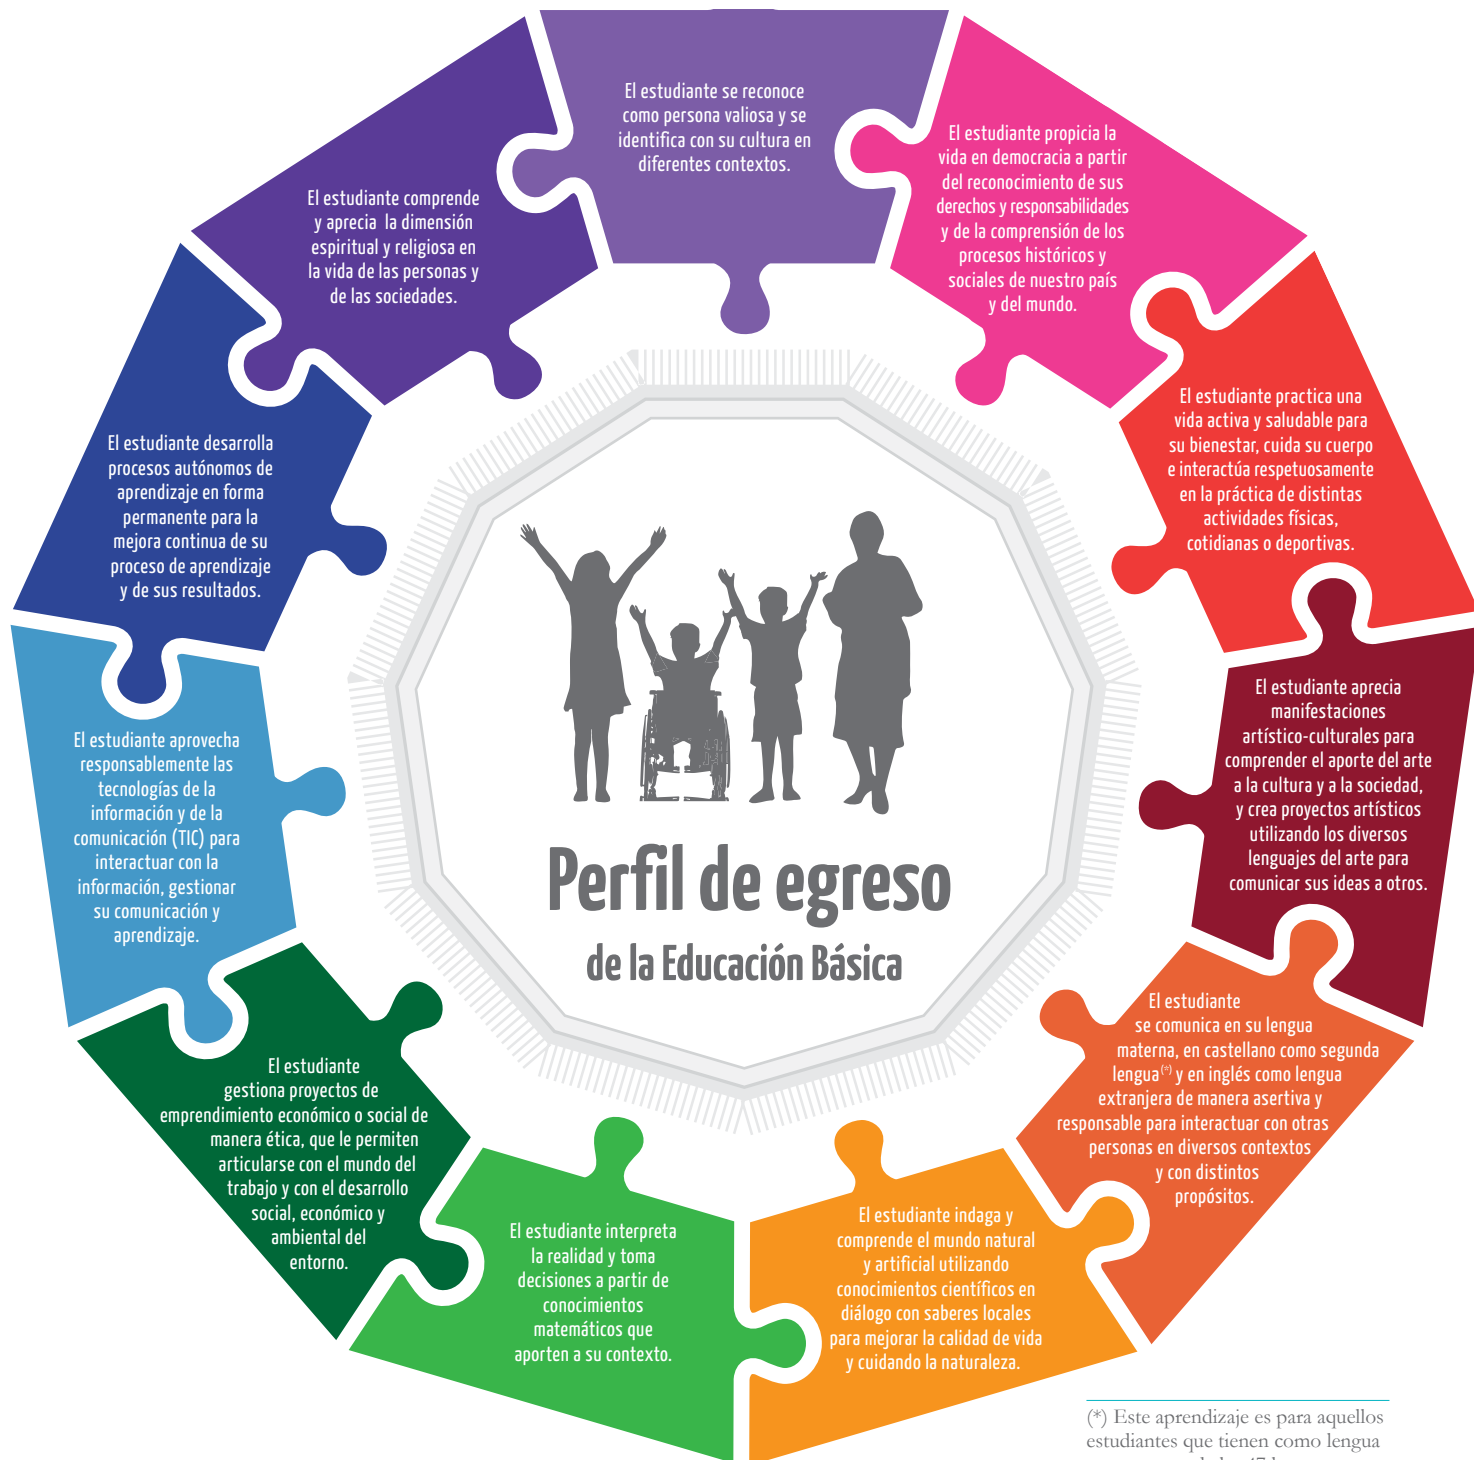 El estudiante se reconoce
como persona valiosa y se
identifica con su cultura en
diferentes contextos.
El estudiante propicia la
vida en democracia a partir
del reconocimiento de sus
derechos y responsabilidades
y de la comprensión de los
procesos históricos y
sociales de nuestro país
y del mundo.
El estudiante practica una
vida activa y saludable para
su bienestar, cuida su cuerpo
e interactúa respetuosamente
en la práctica de distintas
actividades físicas,
cotidianas o deportivas.
El estudiante aprecia
manifestaciones
artístico-culturales para
comprender el aporte del arte
a la cultura y a la sociedad,
y crea proyectos artísticos
utilizando los diversos
lenguajes del arte para
comunicar sus ideas a otros.
El estudiante
se comunica en su lengua
materna, en castellano como segunda
lengua(*) y en inglés como lengua
extranjera de manera asertiva y
responsable para interactuar con otras
personas en diversos contextos
y con distintos
propósitos.
El estudiante indaga y
comprende el mundo natural
y artificial utilizando
conocimientos científicos en
diálogo con saberes locales
para mejorar la calidad de vida
y cuidando la naturaleza.
El estudiante interpreta
la realidad y toma
decisiones a partir de
conocimientos
matemáticos que
aporten a su contexto.
El estudiante
gestiona proyectos de
emprendimiento económico o social de
manera ética, que le permiten
articularse con el mundo del
trabajo y con el desarrollo
social, económico y
ambiental del
entorno.
El estudiante aprovecha
responsablemente las
tecnologías de la
información y de la
comunicación (TIC) para
interactuar con la
información, gestionar
su comunicación y
aprendizaje.
El estudiante desarrolla
procesos autónomos de
aprendizaje en forma
permanente para la
mejora continua de su
proceso de aprendizaje
y de sus resultados.
El estudiante comprende
y aprecia la dimensión
espiritual y religiosa en
la vida de las personas y
de las sociedades.
Perfil de egreso
de la Educación Básica
(*) Este aprendizaje es para aquellos
estudiantes que tienen como lengua